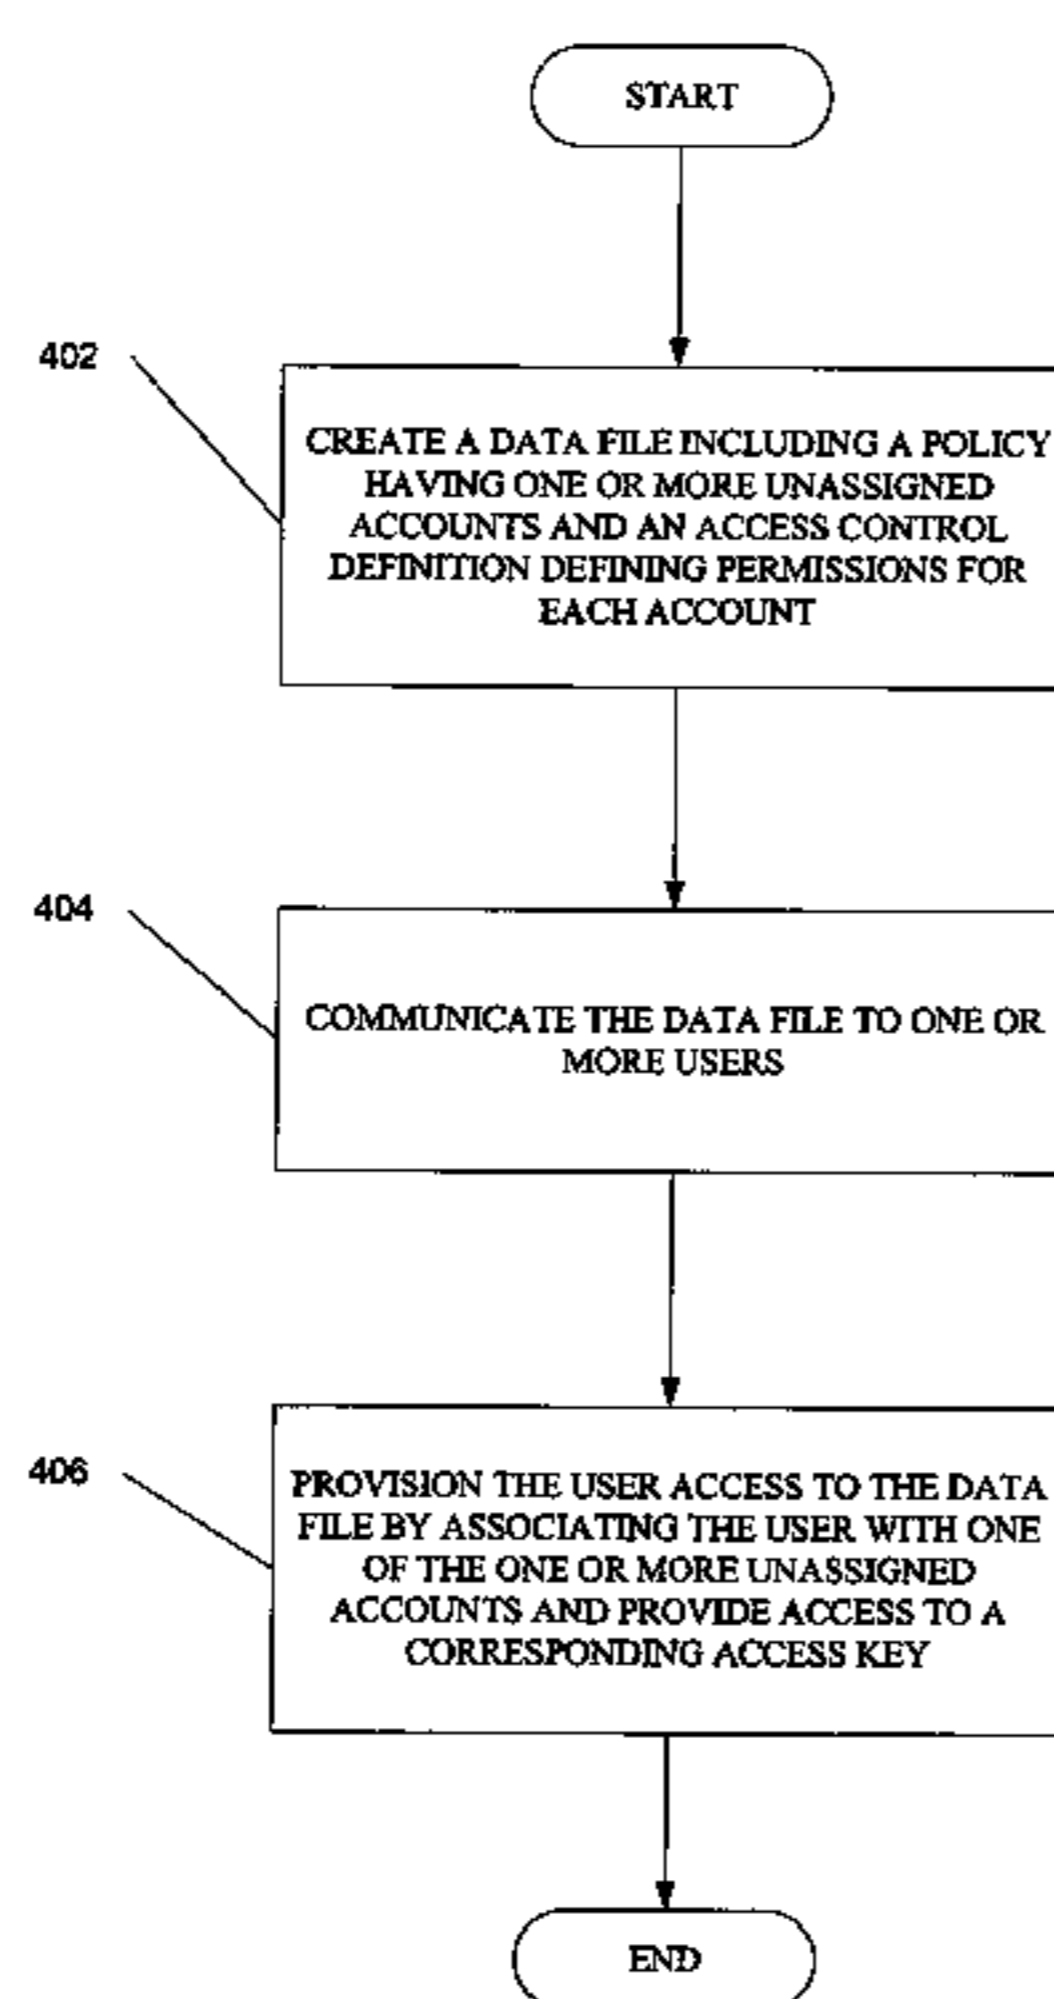 START
402
CREATE A DATA FILE INCLUDING A POLICY
HAVING ONE OR MORE UNASSIGNED
ACCOUNTS AND AN ACCESS CONTROL
DEFINITION DEFINING PERMISSIONS FOR
EACH ACCOUNT
404
COMMUNICATE THE DATA FILE TO ONE OR
MORE USERS
406
PROVISION THE USER ACCESS TO THE DATA
FILE BY ASSOCIATING THE USER WITH ONE
OF THE ONE OR MORE UNASSIGNED
ACCOUNTS AND PROVIDE ACCESS TO A
CORRESPONDING ACCESS KEY
END